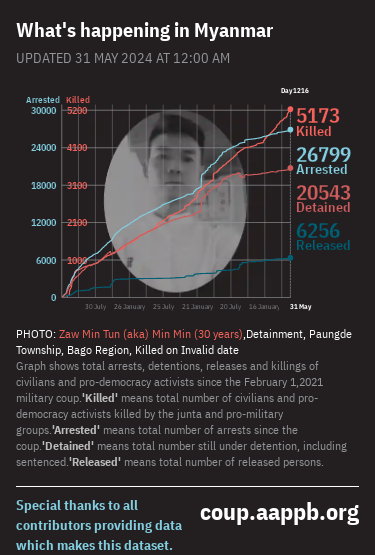 What's happening in Myanmar
UPDATED 31 MAY 2024 AT 12:00 AM
Day1216
Arrested Killed
30000 5200
24000 4100
18000 3100
12000 2100
6000 1000
0
5173
Killed
26799
Arrested
20543
Detained
6256
Released
30 July 26 January 25 July 21 January 20 July 16 January 31 May
PHOTO: Zaw Min Tun (aka) Min Min (30 years),Detainment, Paungde
Township, Bago Region, Killed on Invalid date
Graph shows total arrests, detentions, releases and killings of
civilians and pro-democracy activists since the February 1,2021
military coup.'Killed' means total number of civilians and pro-
democracy activists killed by the junta and pro-military
groups.'Arrested' means total number of arrests since the
coup.'Detained' means total number still under detention, including
sentenced.'Released' means total number of released persons.
Special thanks to all
contributors providing data
which makes this dataset.
coup.aappb.org